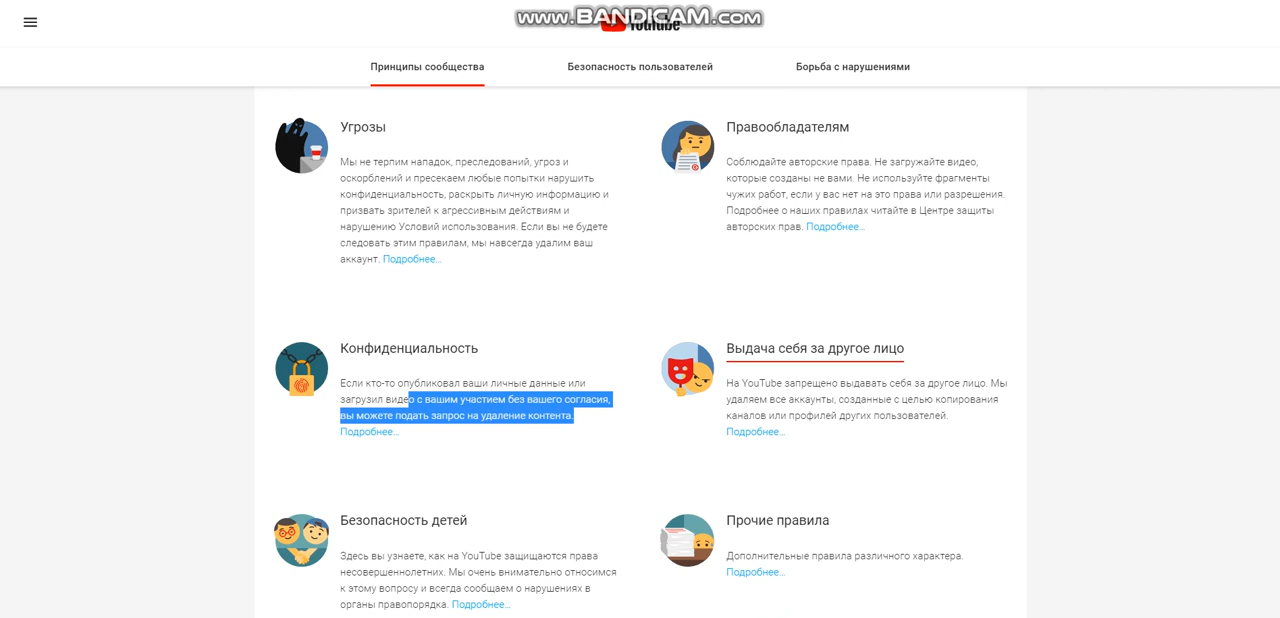 www.BANDICAM.com
YouTube
Принципы сообщества
Безопасность пользователей
Борьба с нарушениями
Угрозы
Мы не терпим нападок, преследований, угроз и
оскорблений и пресекаем любые попытки нарушить
конфиденциальность, раскрыть личную информацию и
призвать зрителей к агрессивным действиям и
нарушению Условий использования. Если вы не будете
следовать этим правилам, мы навсегда удалим ваш
аккаунт. Подробнее…
Правообладателям
Соблюдайте авторские права. Не загружайте видео,
которые созданы не вами. Не используйте фрагменты
чужих работ, если у вас нет на это права или разрешения.
Подробнее о наших правилах читайте в Центре защиты
авторских прав. Подробнее…
Конфиденциальность
Если кто-то опубликовал ваши личные данные или
загрузил видео с вашим участием без вашего согласия,
вы можете подать запрос на удаление контента.
Подробнее…
Выдача себя за другое лицо
На YouTube запрещено выдавать себя за другое лицо. Мы
удаляем все аккаунты, созданные с целью копирования
каналов или профилей других пользователей.
Подробнее…
Безопасность детей
Здесь вы узнаете, как на YouTube защищаются права
несовершеннолетних. Мы очень внимательно относимся
к этому вопросу и всегда сообщаем о нарушениях в
органы правопорядка. Подробнее…
Прочие правила
Дополнительные правила различного характера.
Подробнее…